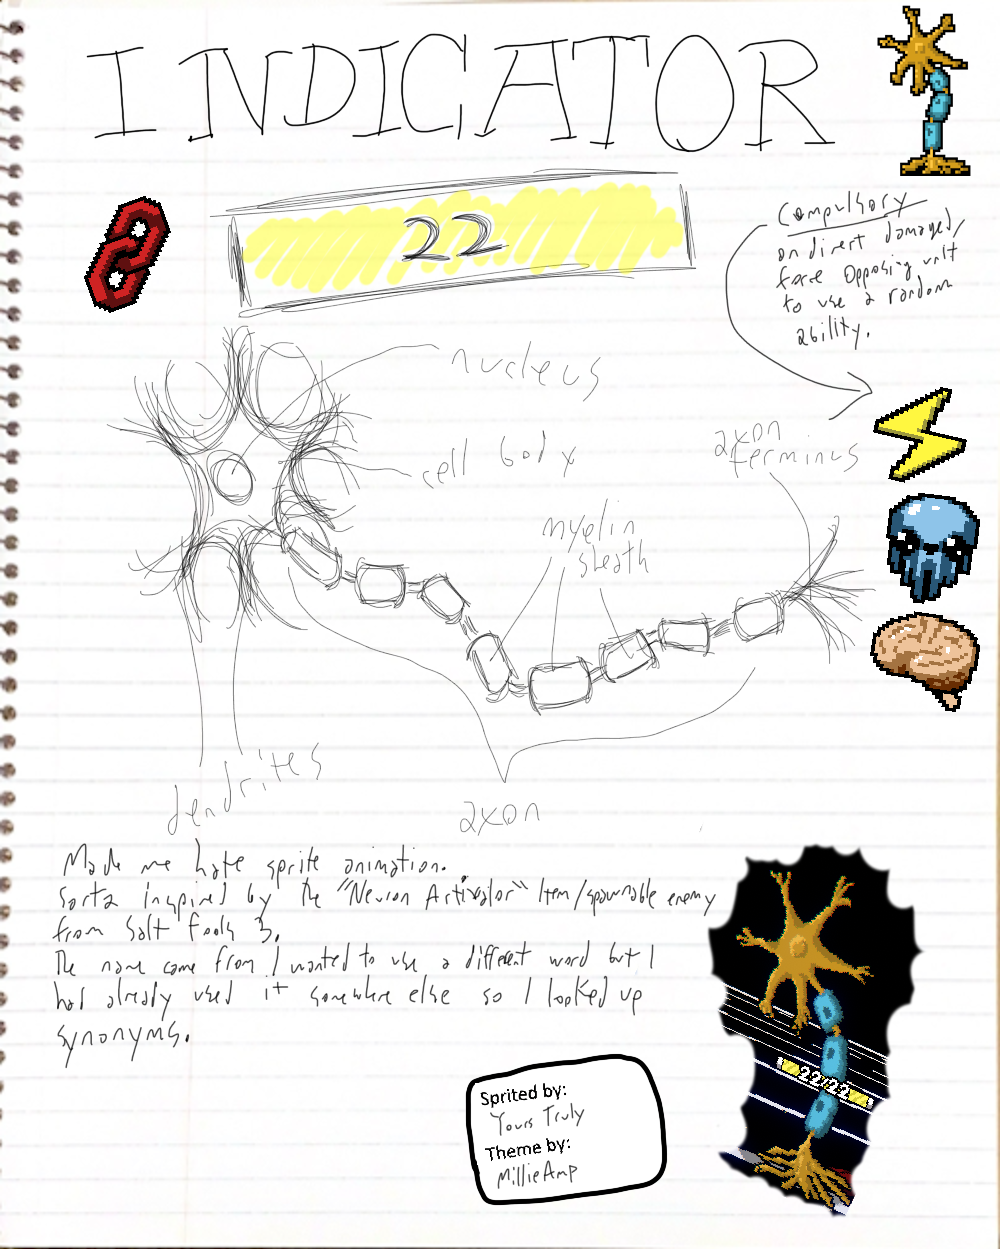 INDICATOR
22
Compulsory
on direct damaged,
force opposing unit
to use a random
ability.
nucleus
cell body
axon
terminus
myelin
sheath
dendrites
axon
Made me hate sprite animation.
Sorta inspired by the "Neuron Activator" Item/spawnable enemy
from Salt Fools 3.
The name came from I wanted to use a different word but I
had already used it somewhere else so I looked up
synonyms.
22/22
Sprited by:
Yours Truly
Theme by:
MillieAmp